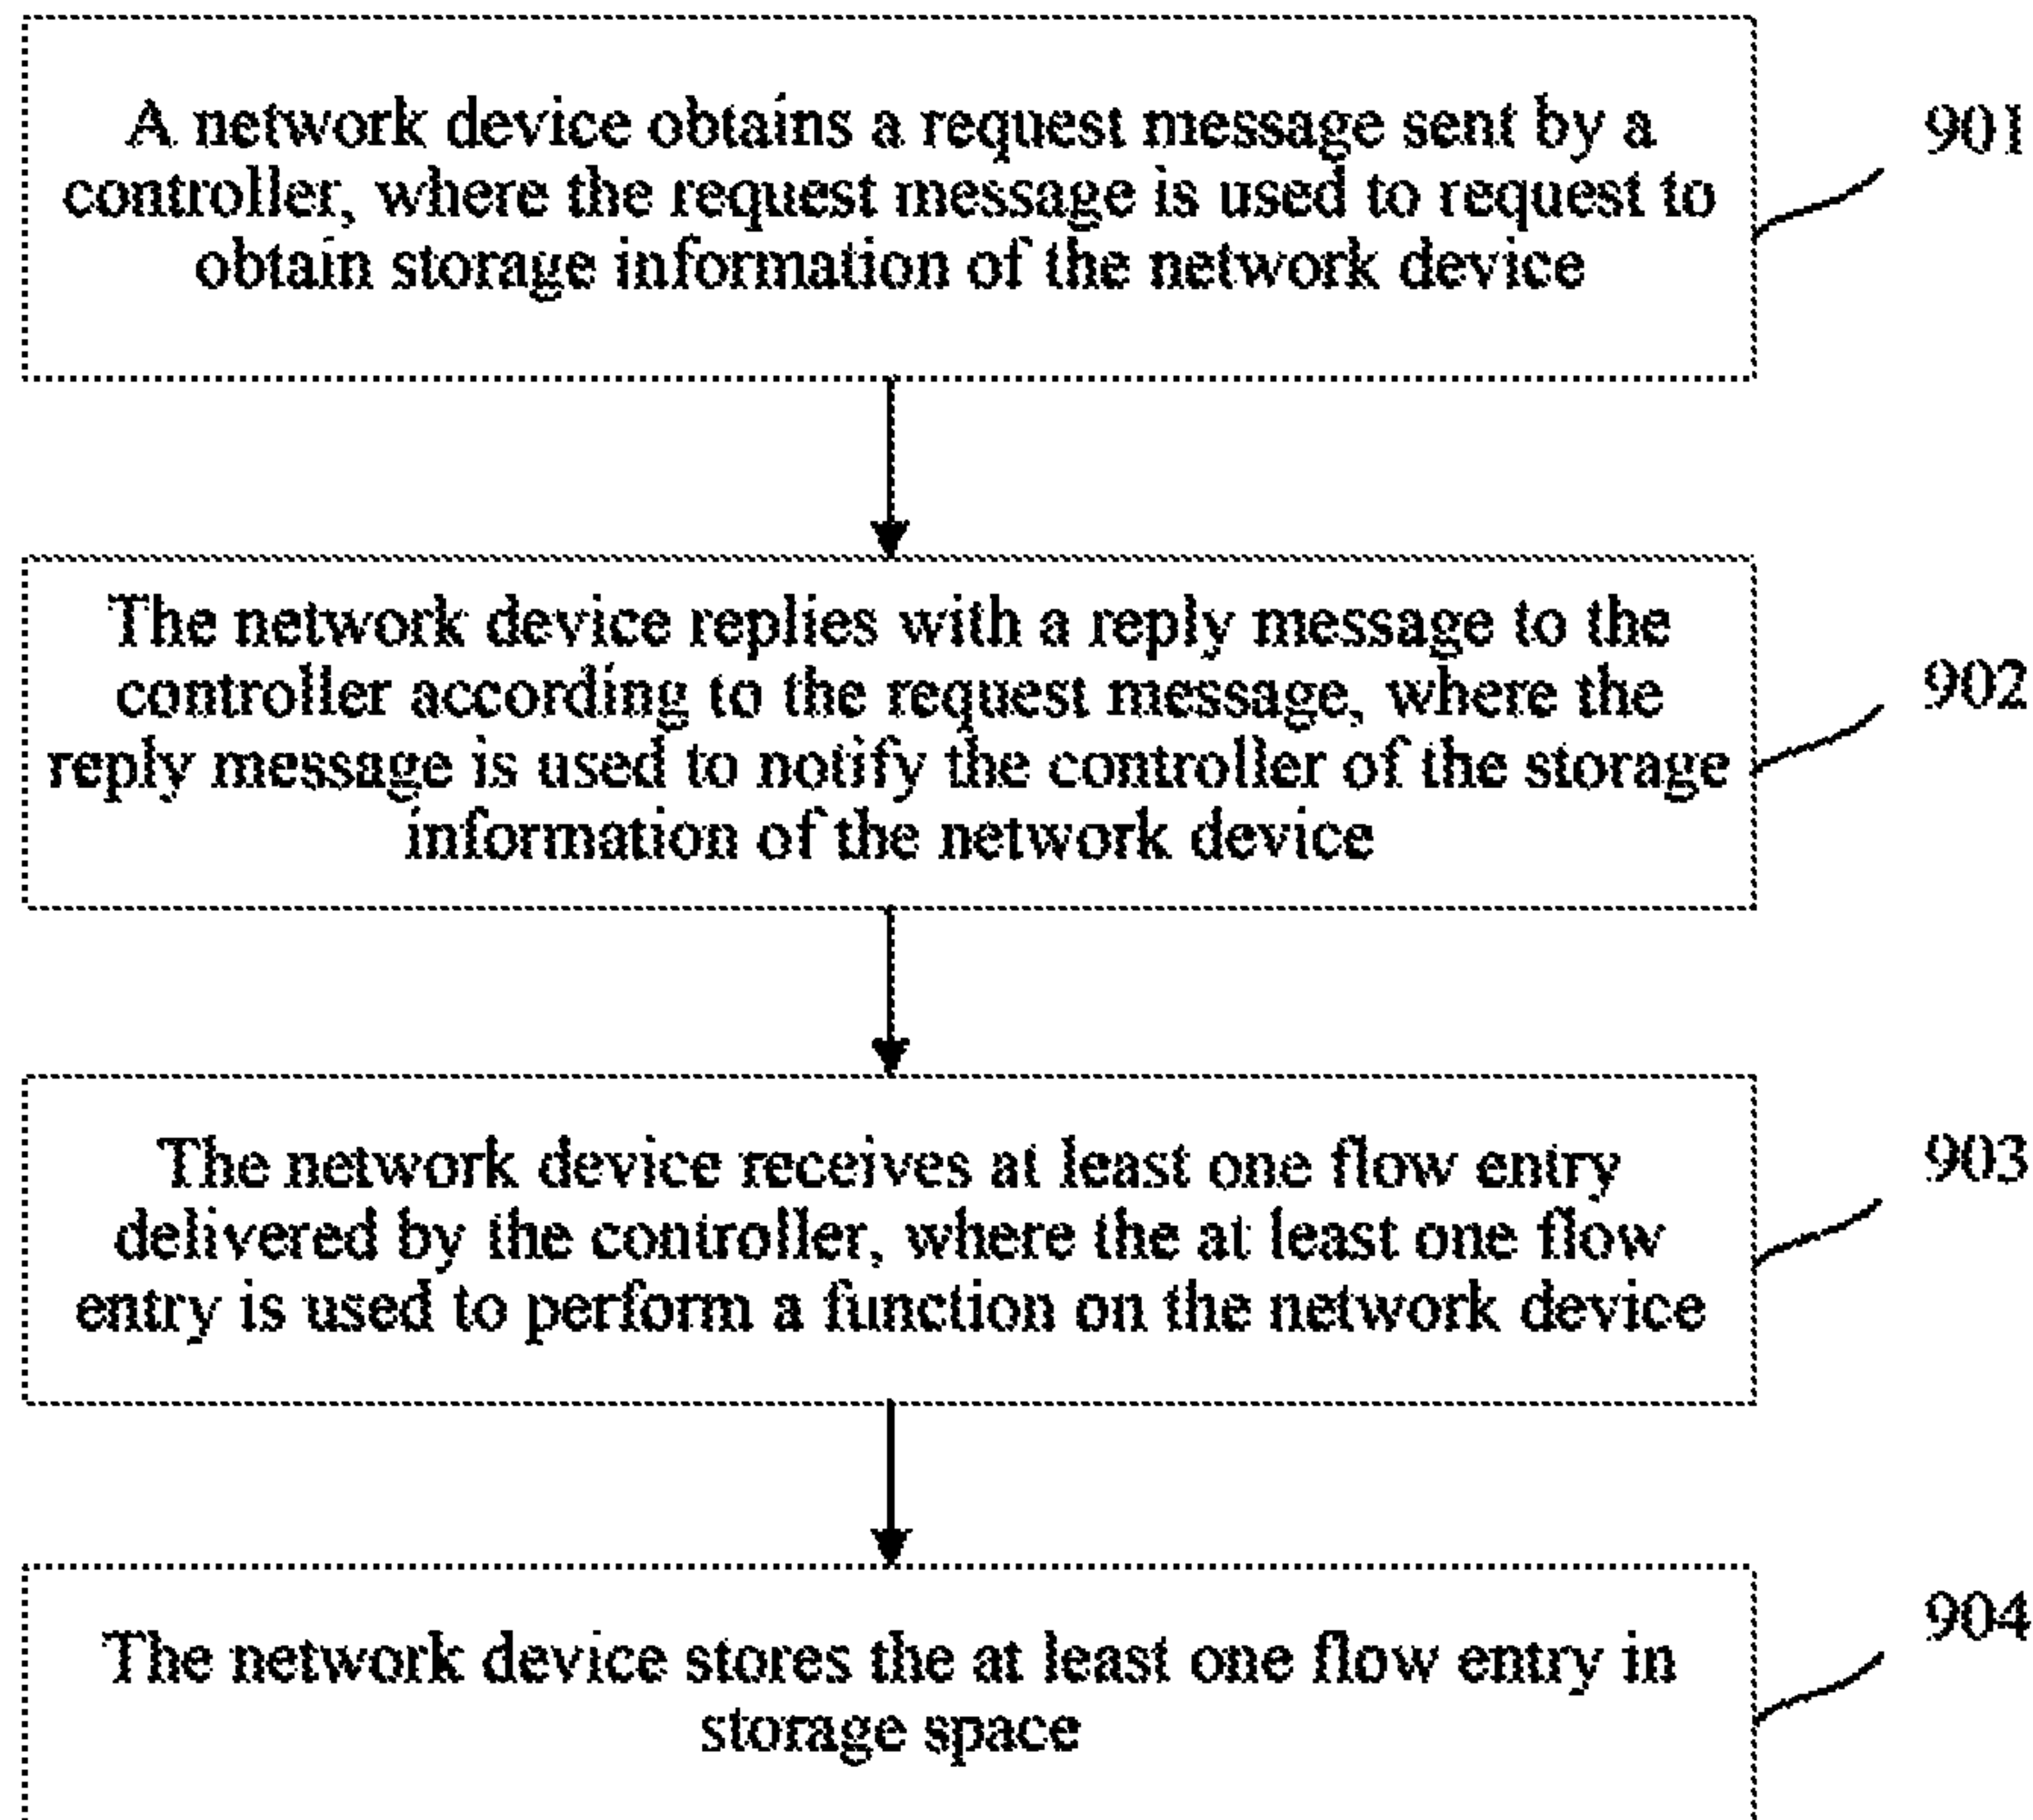 A network device obtains a request message sent by a
controller, where the request message is used to request to
obtain storage information of the network device
901
The network device replies with a reply message to the
controller according to the request message, where the
reply message is used to notify the controller of the storage
information of the network device
902
The network device receives at least one flow entry
delivered by the controller, where the at least one flow
entry is used to perform a function on the network device
903
The network device stores the at least one flow entry in
storage space
904